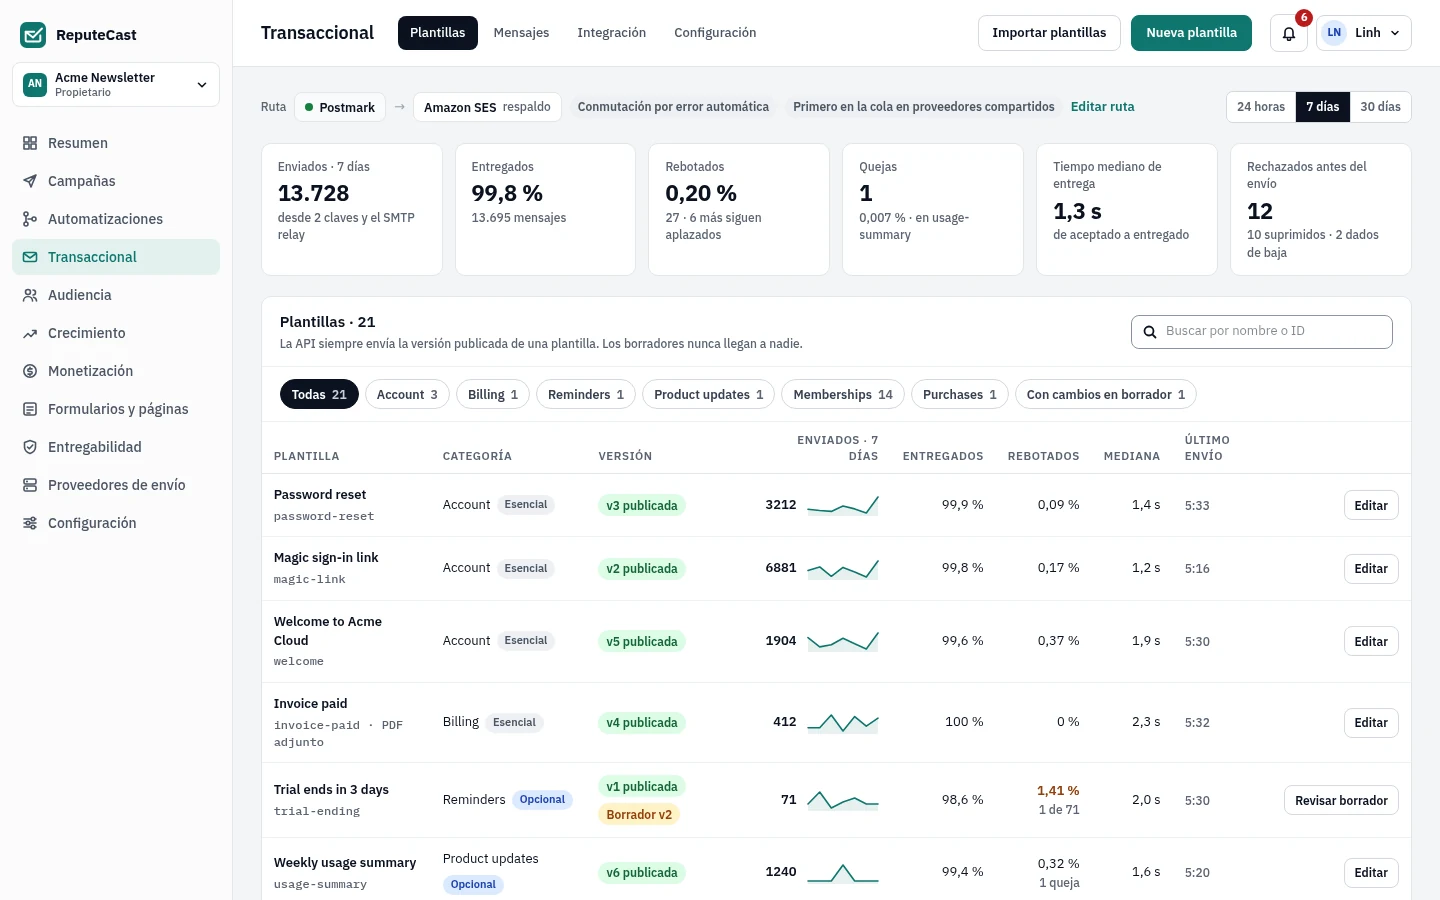 ReputeCast
AN
Acme Newsletter
Propietario
Resumen
Campañas
Automatizaciones
Transaccional
Audiencia
Crecimiento
Monetización
Formularios y páginas
Entregabilidad
Proveedores de envío
Configuración
Transaccional
Plantillas
Mensajes
Integración
Configuración
Importar plantillas
Nueva plantilla
6
LN
Linh
Ruta
Postmark
→
Amazon SES respaldo
Conmutación por error automática
Primero en la cola en proveedores compartidos
Editar ruta
24 horas
7 días
30 días
Enviados · 7 días
13.728
desde 2 claves y el SMTP
relay
Entregados
99,8 %
13.695 mensajes
Rebotados
0,20 %
27 · 6 más siguen
aplazados
Quejas
1
0,007 % · en usage-
summary
Tiempo mediano de
entrega
1,3 s
de aceptado a entregado
Rechazados antes del
envío
12
10 suprimidos · 2 dados
de baja
Plantillas · 21
La API siempre envía la versión publicada de una plantilla. Los borradores nunca llegan a nadie.
Buscar por nombre o ID
Todas 21
Account 3
Billing 1
Reminders 1
Product updates 1
Memberships 14
Purchases 1
Con cambios en borrador 1
PLANTILLA
CATEGORÍA
VERSIÓN
ENVIADOS · 7
DÍAS
ENTREGADOS
REBOTADOS
MEDIANA
ÚLTIMO
ENVÍO
Password reset
password-reset
Account Esencial
v3 publicada
3212
99,9 %
0,09 %
1,4 s
5:33
Editar
Magic sign-in link
magic-link
Account Esencial
v2 publicada
6881
99,8 %
0,17 %
1,2 s
5:16
Editar
Welcome to Acme
Cloud
welcome
Account Esencial
v5 publicada
1904
99,6 %
0,37 %
1,9 s
5:30
Editar
Invoice paid
invoice-paid · PDF
adjunto
Billing Esencial
v4 publicada
412
100 %
0 %
2,3 s
5:32
Editar
Trial ends in 3 days
trial-ending
Reminders Opcional
v1 publicada
Borrador v2
71
98,6 %
1,41 %
1 de 71
2,0 s
5:30
Revisar borrador
Weekly usage summary
usage-summary
Product updates
Opcional
v6 publicada
1240
99,4 %
0,32 %
1 queja
1,6 s
5:20
Editar